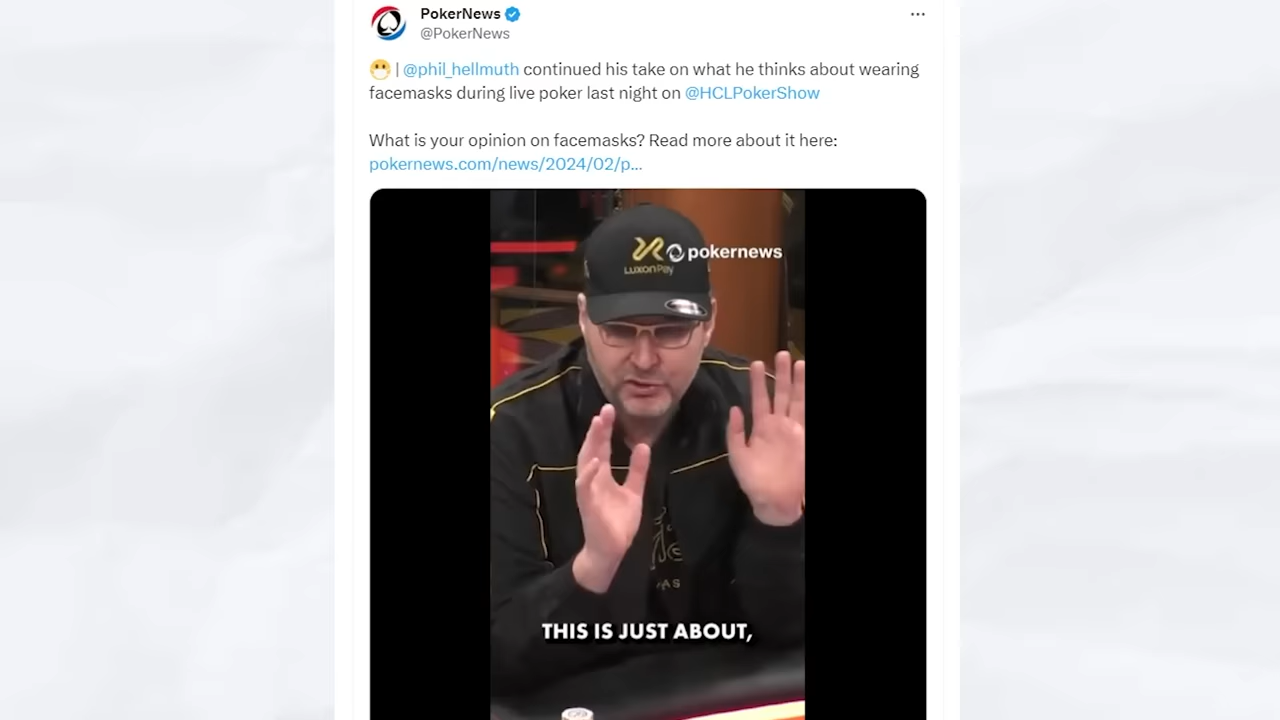 PokerNews
@PokerNews
😷 | @phil_hellmuth continued his take on what he thinks about wearing
facemasks during live poker last night on @HCLPokerShow
What is your opinion on facemasks? Read more about it here:
pokernews.com/news/2024/02/p...
pokernews
LuxonPay
AS
THIS IS JUST ABOUT,